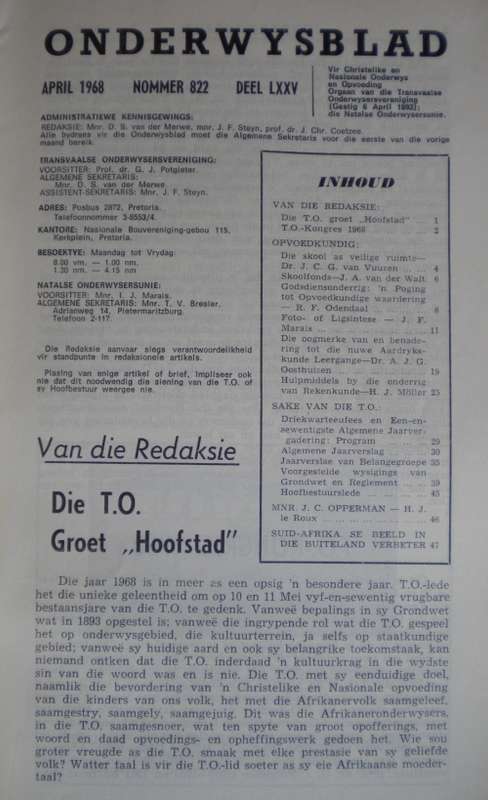 ONDERWYSBLAD
APRIL 1968 NOMMER 822 DEEL LXXV
Vir Christelike en
Nasionale Onderwys
en Opvoeding
Orgaan van die Transvaalse
Onderwysersvereniging
(Gestig 6 April 1893);
die Natalse Onderwysersunie.
ADMINISTRATIEWE KENNISGEWINGS:
REDAKSIE: Mnr. D. S. van der Merwe, mnr. J. F. Steyn, prof. dr. J. Chr. Coetzee.
Alle bydraes vir die Onderwysblad moet die Algemene Sekretaris voor die eerste van die vorige
maand bereik.
TRANSVAALSE ONDERWYSERSVERENIGING:
VOORSITTER: Prof. dr. G. J. Potgieter.
ALGEMENE SEKRETARIS:
Mnr. D. S. van der Merwe.
ASSISTENT-SEKRETARIS: Mnr. J. F. Steyn.
ADRES: Posbus 2872, Pretoria.
Telefoonnommer 3-8553/4.
KANTORE: Nasionale Bouvereniging-gebou 115,
Kerkplein, Pretoria.
BESOEKTYE: Maandag tot Vrydag:
8.00 vm. — 1.00 nm.
1.30 nm. — 4.15 nm
NATALSE ONDERWYSERSUNIE:
VOORSITTER: Mnr. I. J. Marais.
ALGEMENE SEKRETARIS: Mnr. T. V. Bresler.
Adrianweg 14, Pietermaritzburg.
Telefoon 2-117.
Die Redaksie aanvaar slegs verantwoordelikheid
vir standpunte in redaksionele artikels.
Plasing van enige artikel of brief, impliseer ook
nie dat dit noodwendig die siening van die T.O. of
sy Hoofbestuur weergee nie.
INHOUD
VAN DIE REDAKSIE:
Die T.O. groet „Hoofstad" ... 1
T.O.-Kongres 1968 ... 2
OPVOEDKUNDIG:
Die skool as veilige ruimte—
Dr. J. C. G. van Vuuren ... 4
Skoolfonds—J. A. van der Walt 6
Godsdiensonderrig: 'n Poging
tot Opvoedkundige waardering
— R. F. Odendaal ... 8
Foto- of Ligsintese — J. F.
Marais ... 11
Die oogmerke van en benade-
ring tot die nuwe Aardryks-
kunde Leergange—Dr. A. J. G.
Oosthuizen ... 19
Hulpmiddels by die onderrig
van Rekenkunde—H. J. Möller 25
SAKE VAN DIE T.O.:
Driekwarteeufees en Een-en-
sewentigste Algemene Jaarver-
gadering: Program ... 29
Algemene Jaarverslag ... 30
Jaarverslae van Belangegroepe 35
Voorgestelde wysigings van
Grondwet en Reglement ... 39
Hoofbestuurslede ... 45
MNR. J. C. OPPERMAN — H. J.
le Roux ... 46
SUID-AFRIKA SE BEELD IN
DIE BUITELAND VERBETER 47
Van die Redaksie
Die T.O.
Groet „Hoofstad"
Die jaar 1968 is in meer as een opsig 'n besondere jaar. T.O.-lede
het die unieke geleentheid om op 10 en 11 Mei vyf-en-sewentig vrugbare
bestaansjare van die T.O. te gedenk. Vanweë bepalings in sy Grondwet
wat in 1893 opgestel is; vanweë die ingrypende rol wat die T.O. gespeel
het op onderwysgebied, die kultuurterrein, ja selfs op staatkundige
gebied; vanweë sy huidige aard en ook sy belangrike toekomstaak, kan
niemand ontken dat die T.O. inderdaad 'n kultuurkrag in die wydste
sin van die woord was en is nie. Die T.O. met sy eenduidige doel,
naamlik die bevordering van 'n Christelike en Nasionale opvoeding
van die kinders van ons volk, het met die Afrikanervolk saamgeleef,
saamgestry, saamgely, saamgejuig. Dit was die Afrikaneronderwysers,
in die T.O. saamgesnoer, wat ten spyte van groot opofferings, met
woord en daad opvoedings- en opheffingswerk gedoen het. Wie sou
groter vreugde as die T.O. smaak met elke prestasie van sy geliefde
volk? Watter taal is vir die T.O.-lid soeter as sy eie Afrikaanse moeder-
taal?